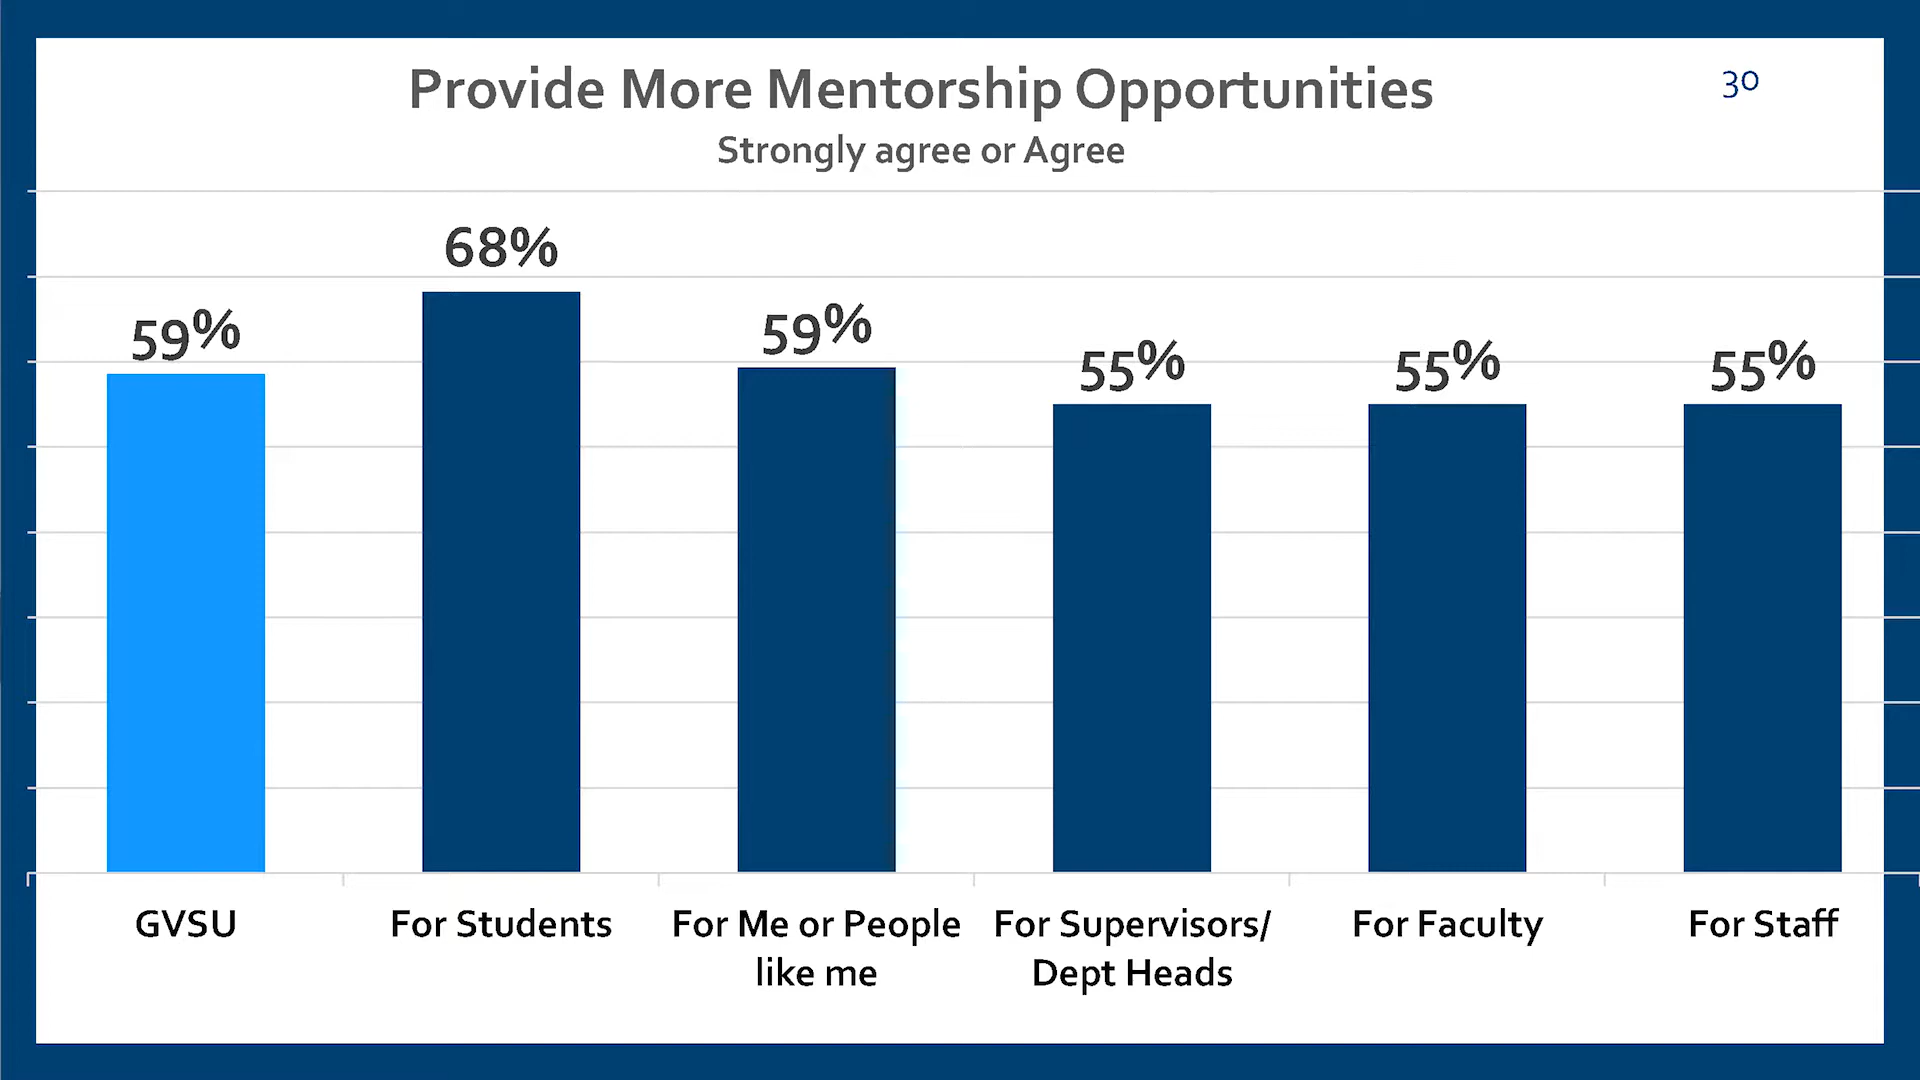 Provide More Mentorship Opportunities
30
Strongly agree or Agree
59%
68%
59%
55%
55%
55%
GVSU
For Students
For Me or People
like me
For Supervisors/
Dept Heads
For Faculty
For Staff